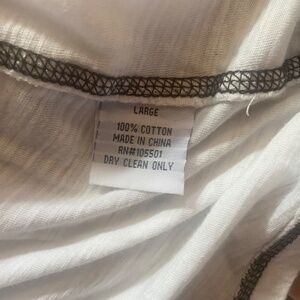 LARGE
100% COTTON
MADE IN CHINA
RN#105501
DRY CLEAN ONLY